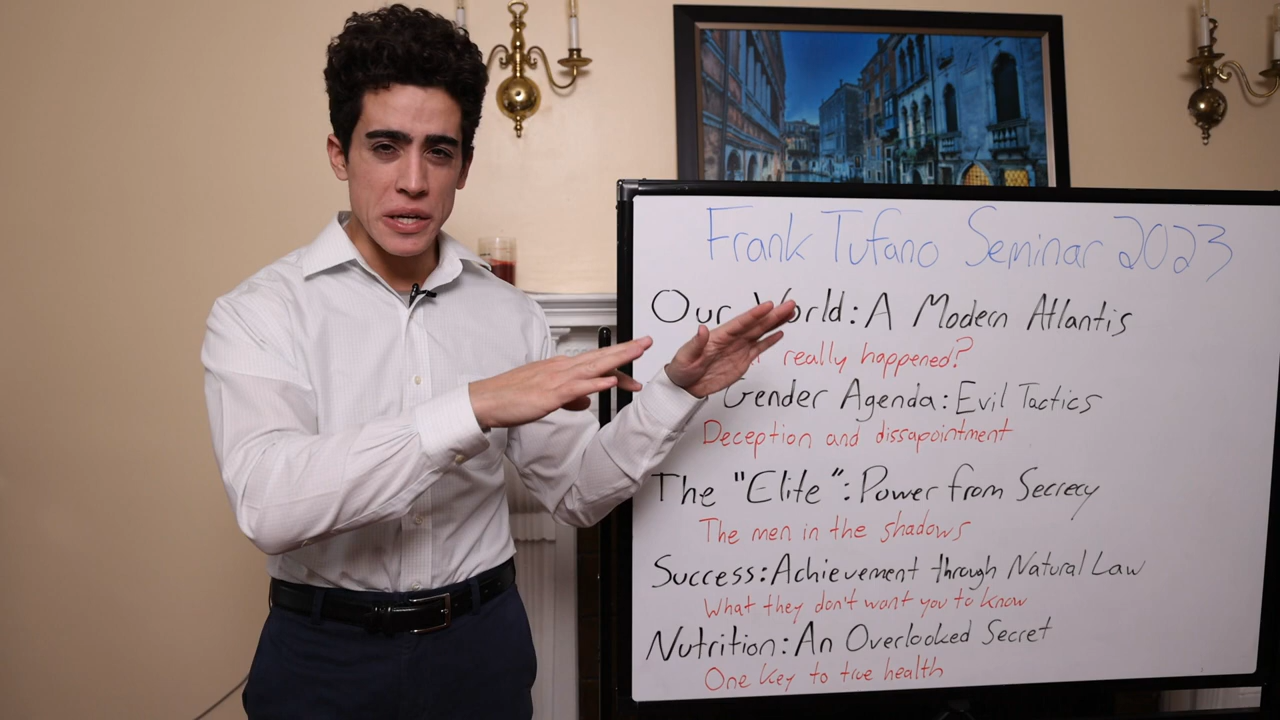 Frank Tufano Seminar 2023
Our World: A Modern Atlantis
really happened?
Gender Agenda: Evil Tactics
Deception and dissapointment
The "Elite": Power from Secrecy
The men in the shadows
Success: Achievement through Natural Law
What they don't want you to know
Nutrition: An Overlooked Secret
One key to true health